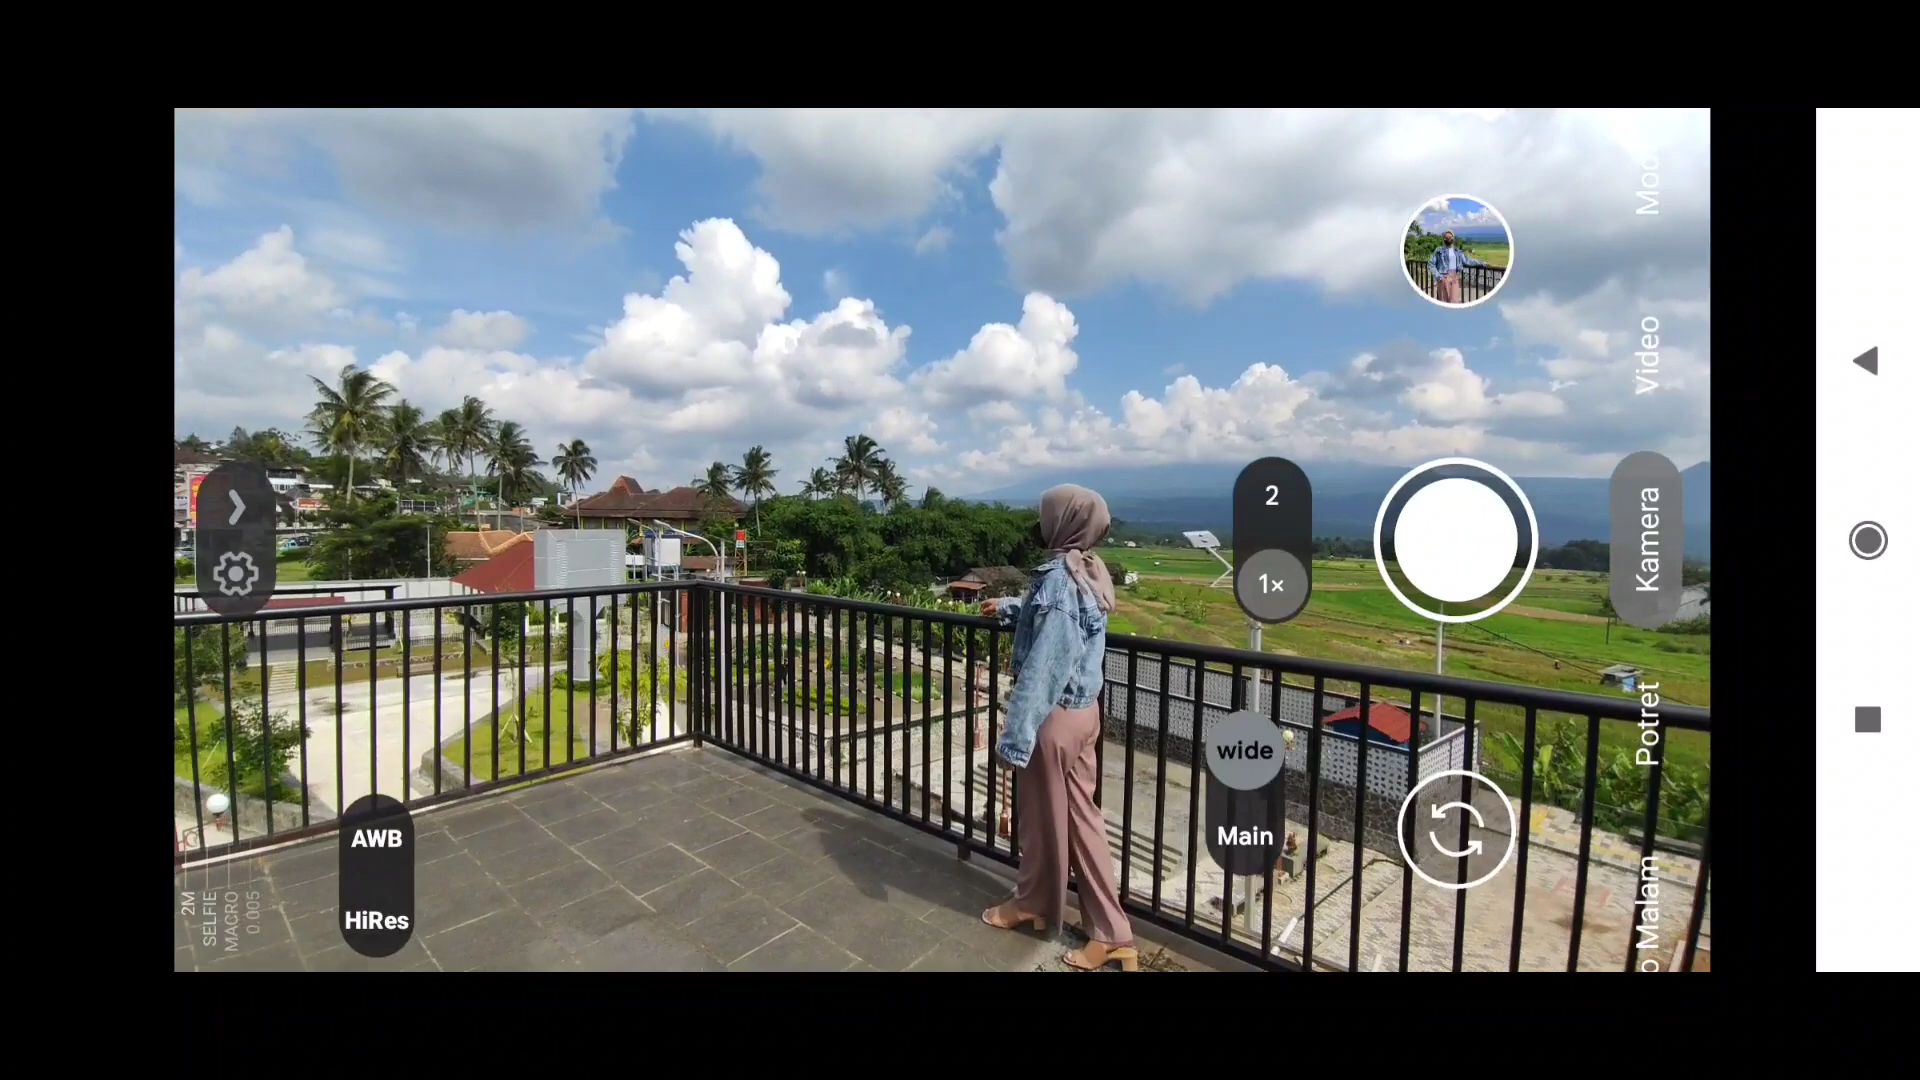 Mod
Video
Kamera
Potret
o Malam
2
1×
wide
Main
AWB
HiRes
2M
SELFIE
MACRO
0.005